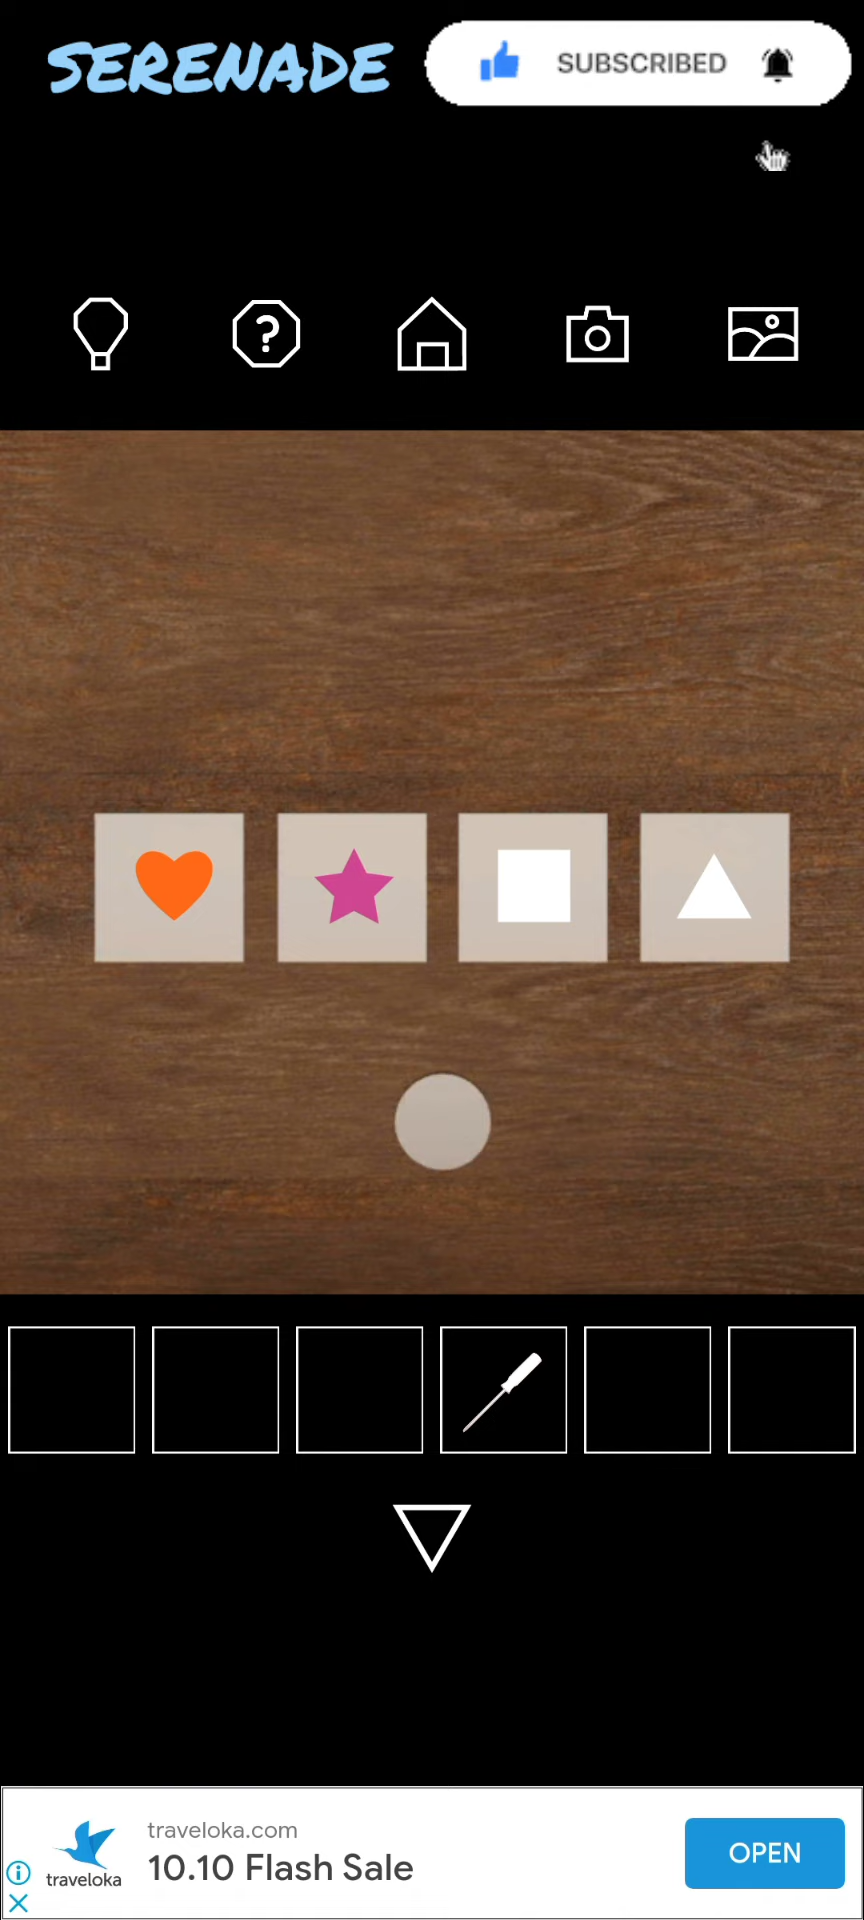 SERENADE
SUBSCRIBED
?
traveloka.com
10.10 Flash Sale
traveloka
OPEN